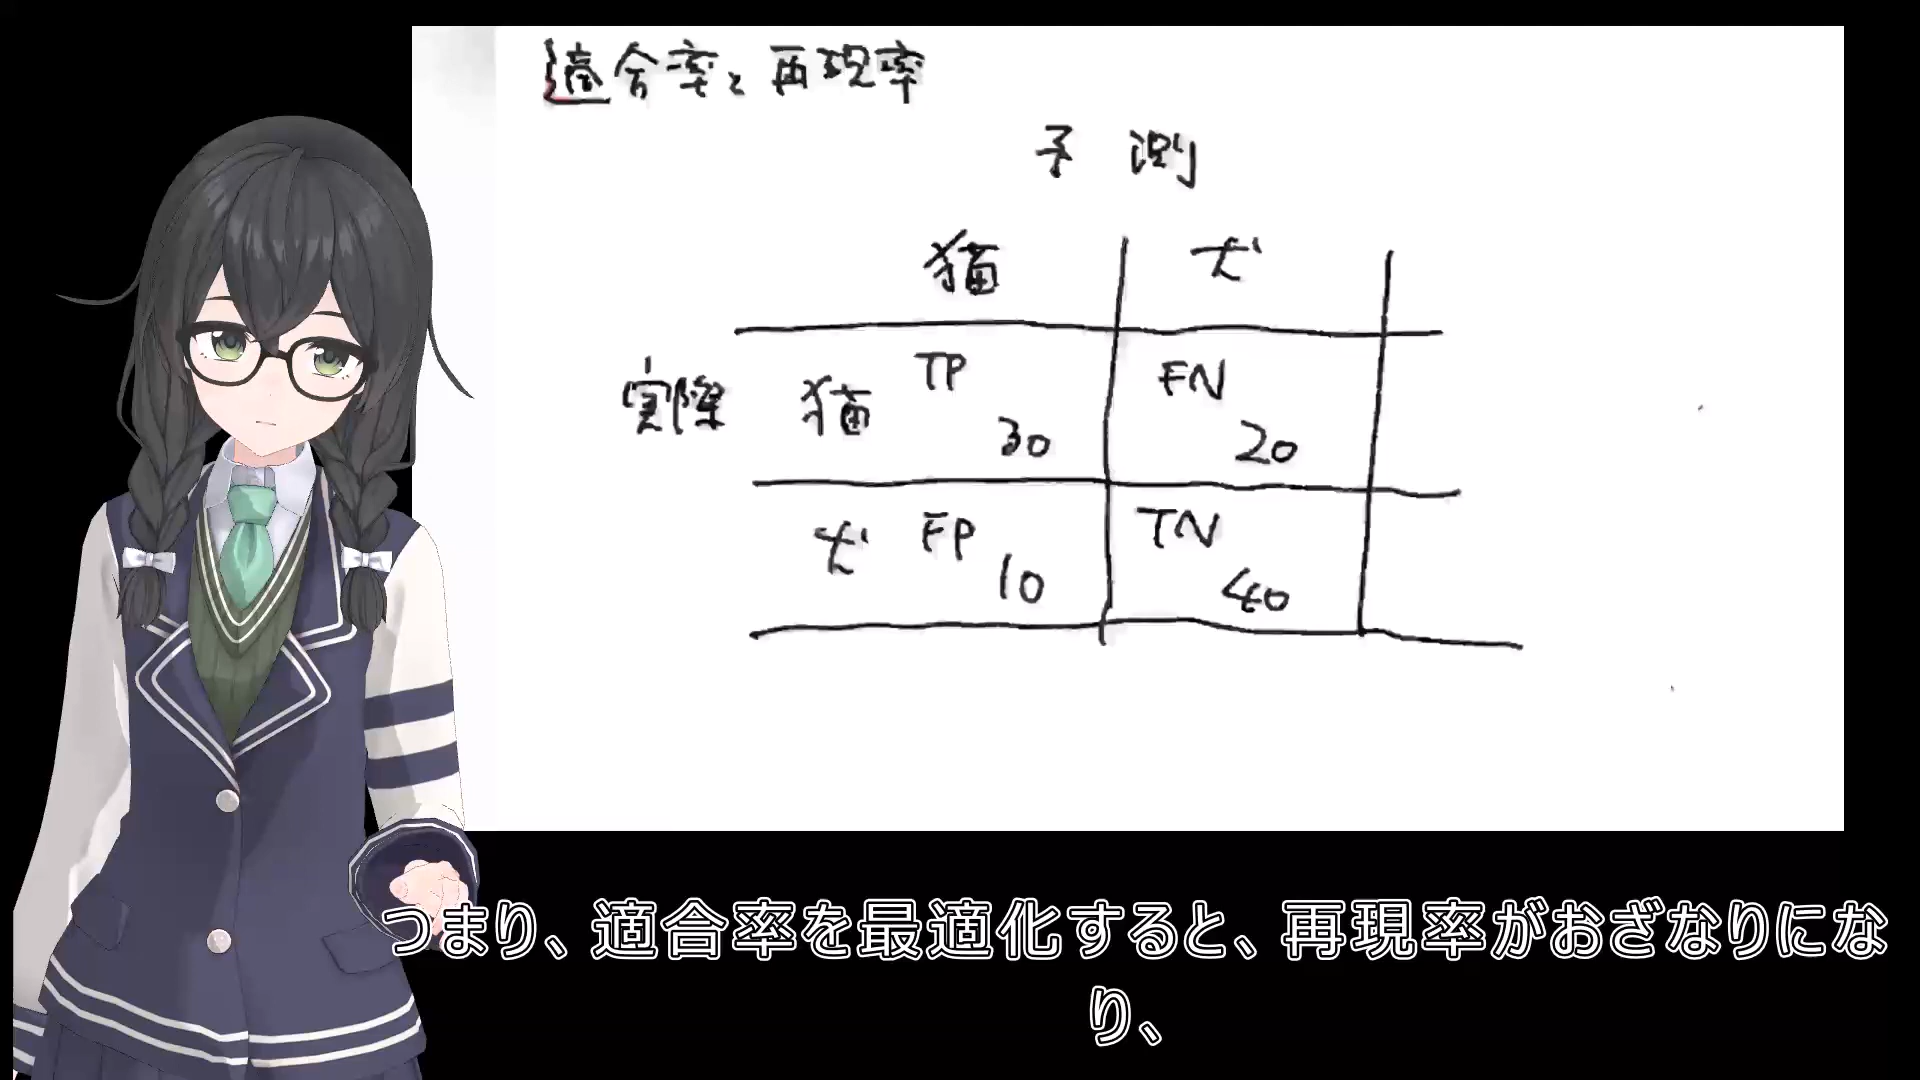 適合率と再現率
予測
猫 犬
実際 猫 TP 30 FN 20
犬 FP 10 TN 40
つまり、適合率を最適化すると、再現率がおざなりにな
り、